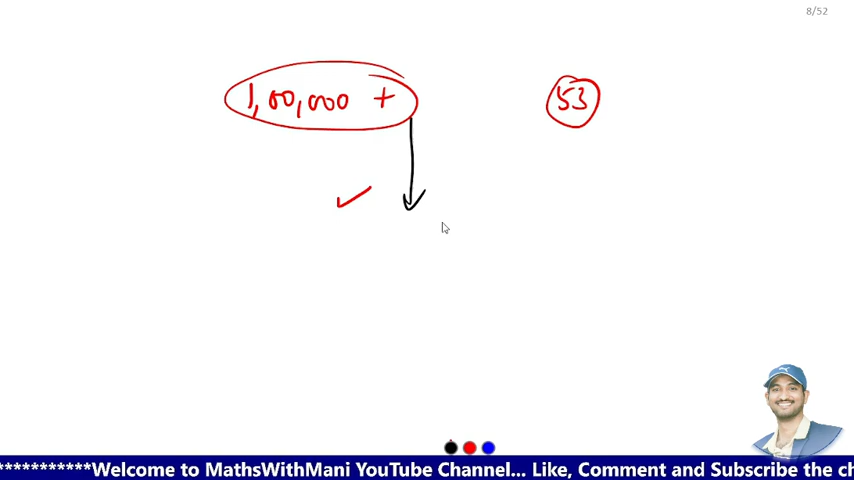 8/52
1,00,000 +
53
***********Welcome to MathsWithMani YouTube Channel... Like, Comment and Subscribe the ch